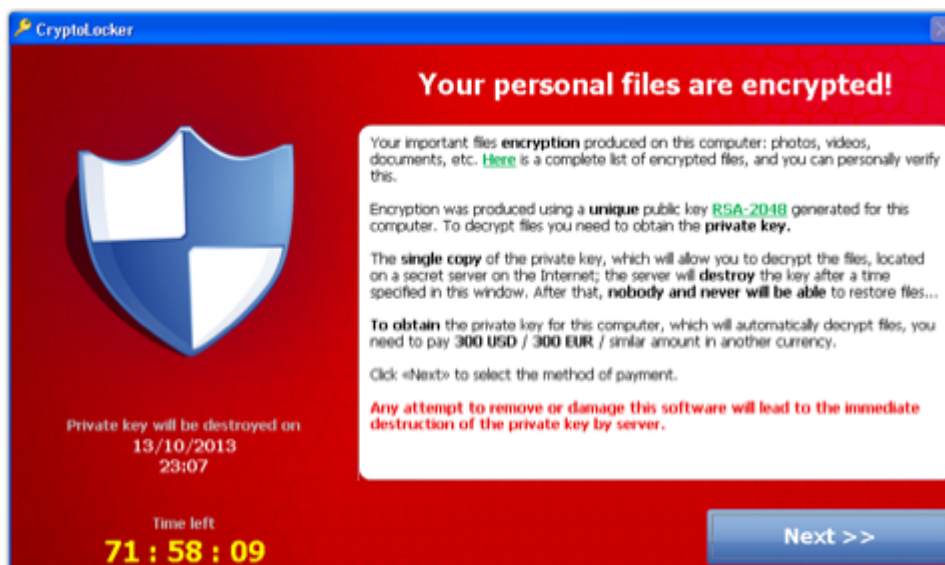 CryptoLocker
Your personal files are encrypted!
Your important files encryption produced on this computer: photos, videos,
documents, etc. Here is a complete list of encrypted files, and you can personally verify
this.
Encryption was produced using a unique public key RSA-2048 generated for this
computer. To decrypt files you need to obtain the private key.
The single copy of the private key, which will allow you to decrypt the files, located
on a secret server on the Internet; the server will destroy the key after a time
specified in this window. After that, nobody and never will be able to restore files...
To obtain the private key for this computer, which will automatically decrypt files, you
need to pay 300 USD / 300 EUR / similar amount in another currency.
Click «Next» to select the method of payment.
Any attempt to remove or damage this software will lead to the immediate
destruction of the private key by server.
Private key will be destroyed on
13/10/2013
23:07
Time left
71 : 58 : 09
Next >>